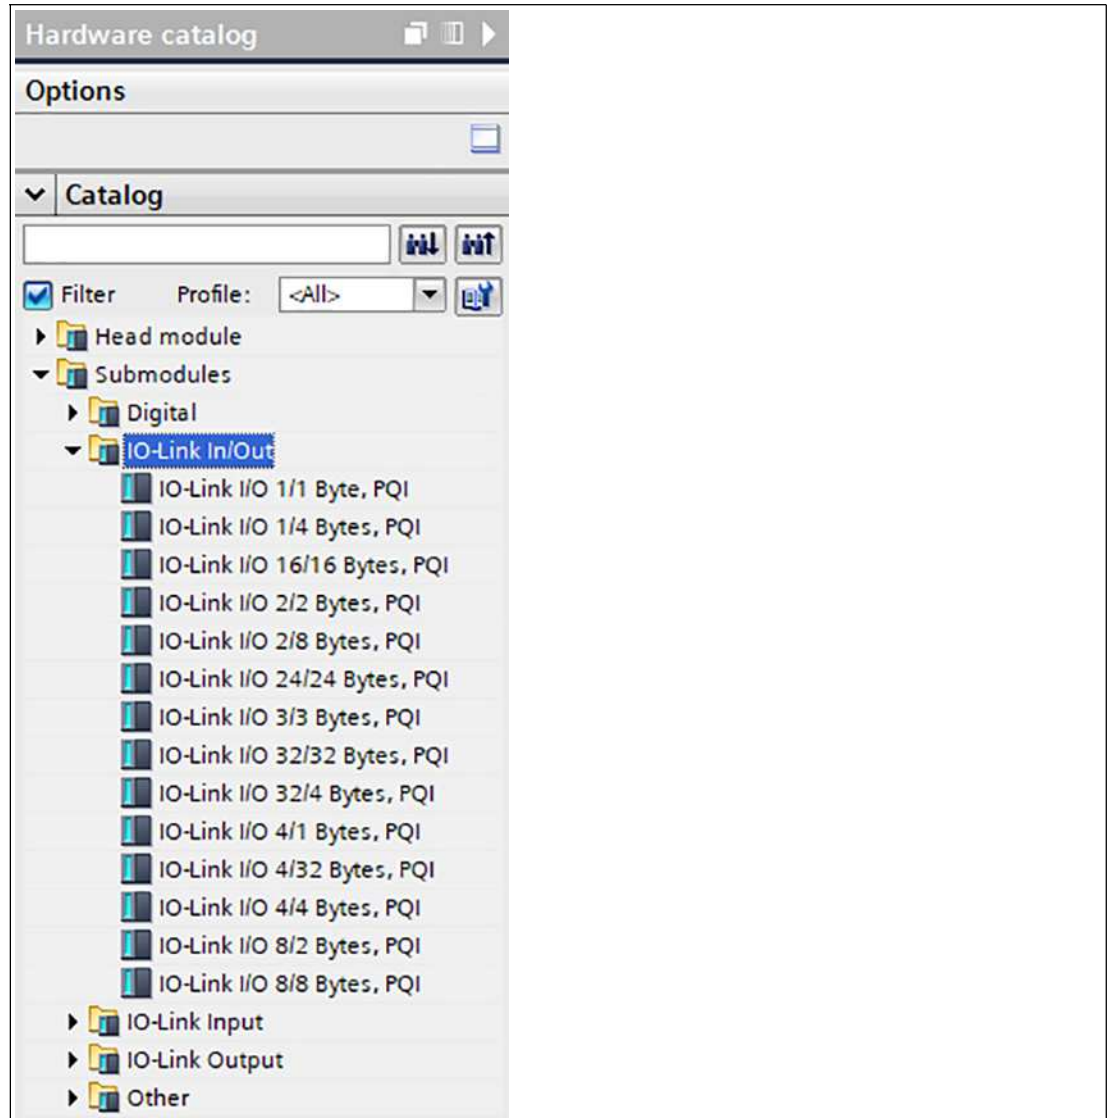 Hardware catalog
Options
Catalog
Filter Profile: <All>
Head module
Submodules
Digital
IO-Link In/Out
IO-Link I/O 1/1 Byte, PQI
IO-Link I/O 1/4 Bytes, PQI
IO-Link I/O 16/16 Bytes, PQI
IO-Link I/O 2/2 Bytes, PQI
IO-Link I/O 2/8 Bytes, PQI
IO-Link I/O 24/24 Bytes, PQI
IO-Link I/O 3/3 Bytes, PQI
IO-Link I/O 32/32 Bytes, PQI
IO-Link I/O 32/4 Bytes, PQI
IO-Link I/O 4/1 Bytes, PQI
IO-Link I/O 4/32 Bytes, PQI
IO-Link I/O 4/4 Bytes, PQI
IO-Link I/O 8/2 Bytes, PQI
IO-Link I/O 8/8 Bytes, PQI
IO-Link Input
IO-Link Output
Other